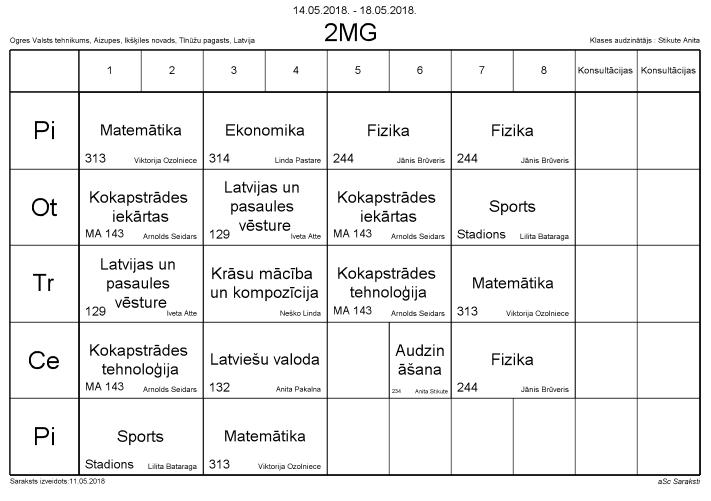 14.05.2018. - 18.05.2018.
2MG
Ogres Valsts tehnikums, Aizupes, Ikšķiles novads, Tīnūžu pagasts, Latvija
Klases audzinātājs : Stikute Anita
1 2 3 4 5 6 7 8 Konsultācijas Konsultācijas
Pi
Matemātika
313 Viktorija Ozolniece
Ekonomika
314 Linda Pastare
Fizika
244 Jānis Brūveris
Fizika
244 Jānis Brūveris
Ot
Kokapstrādes
iekārtas
MA 143 Arnolds Seidars
Latvijas un
pasaules
vēsture
129 Iveta Atte
Kokapstrādes
iekārtas
MA 143 Arnolds Seidars
Sports
Stadions Lilita Bataraga
Tr
Latvijas un
pasaules
vēsture
129 Iveta Atte
Krāsu mācība
un kompozīcija
Neško Linda
Kokapstrādes
tehnoloģija
MA 143 Arnolds Seidars
Matemātika
313 Viktorija Ozolniece
Ce
Kokapstrādes
tehnoloģija
MA 143 Arnolds Seidars
Latviešu valoda
132 Anita Pakalna
Audzin
āšana
234 Anita Stikute
Fizika
244 Jānis Brūveris
Pi
Sports
Stadions Lilita Bataraga
Matemātika
313 Viktorija Ozolniece
Saraksts izveidots:11.05.2018
aSc Saraksti